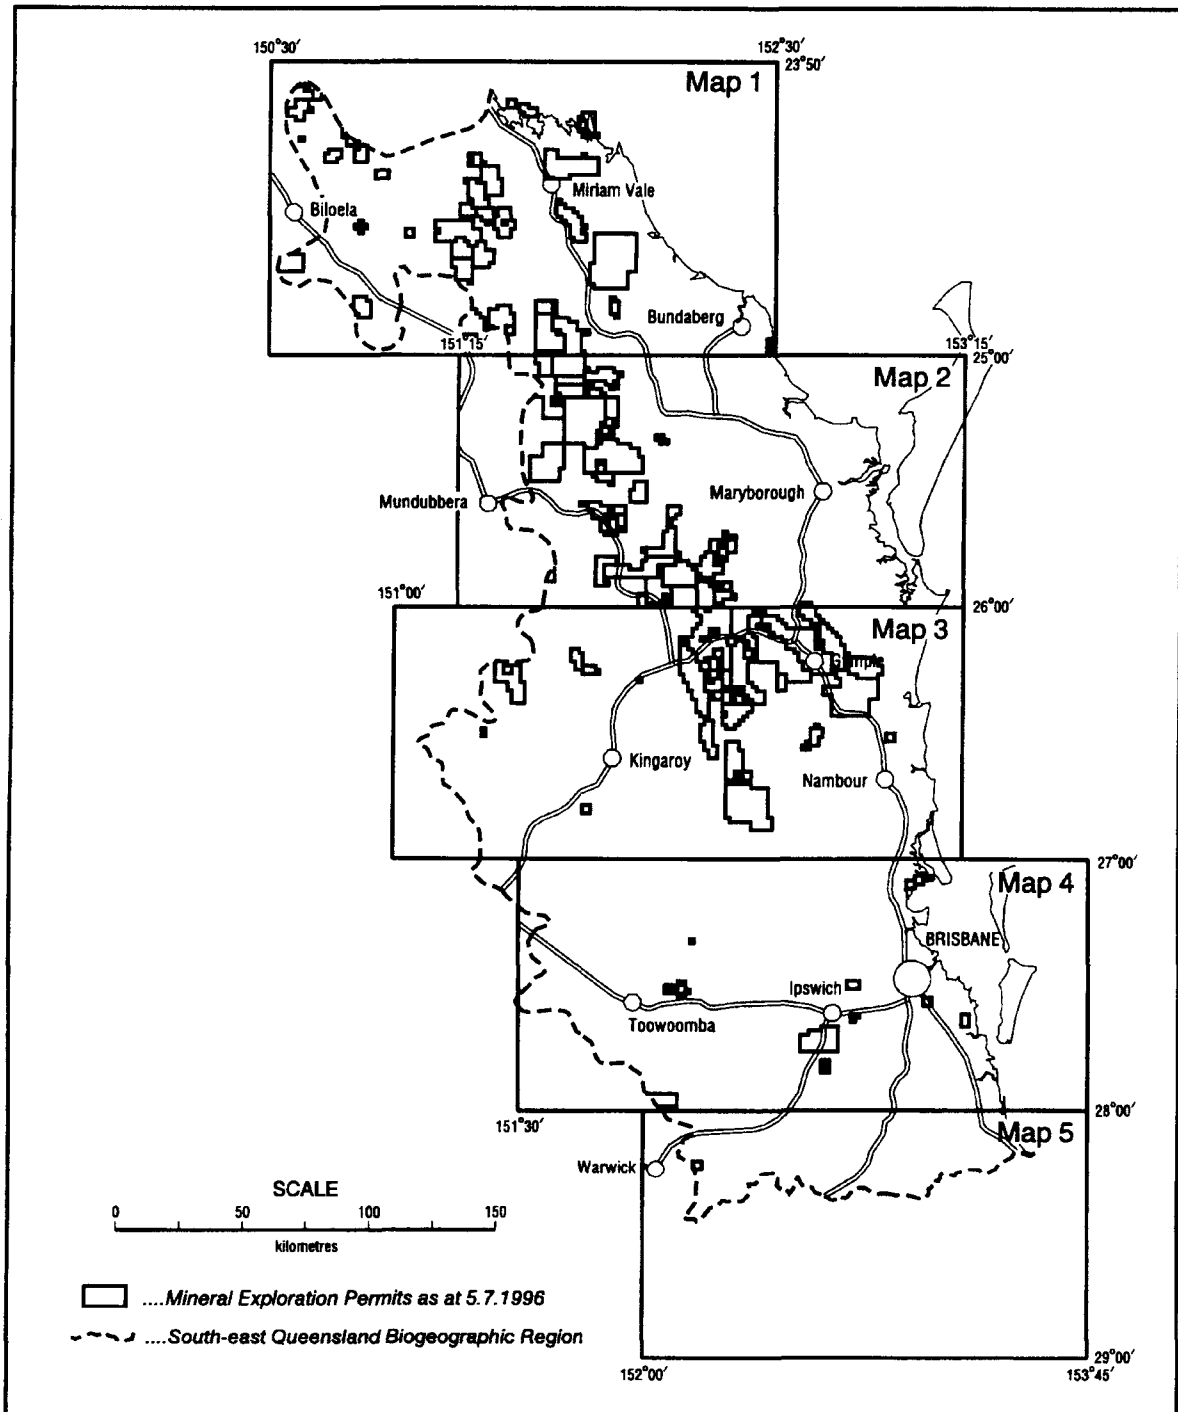 150°30′
152°30′
23°50′
Map 1
Miriam Vale
Biloela
Bundaberg
151°15′
153°15′
25°00′
Map 2
Mundubbera
Maryborough
151°00′
26°00′
Map 3
Gympie
Kingaroy
Nambour
27°00′
Map 4
BRISBANE
Ipswich
Toowoomba
28°00′
151°30′
Map 5
Warwick
SCALE
0 50 100 150
kilometres
....Mineral Exploration Permits as at 5.7.1996
....South-east Queensland Biogeographic Region
29°00′
152°00′
153°45′